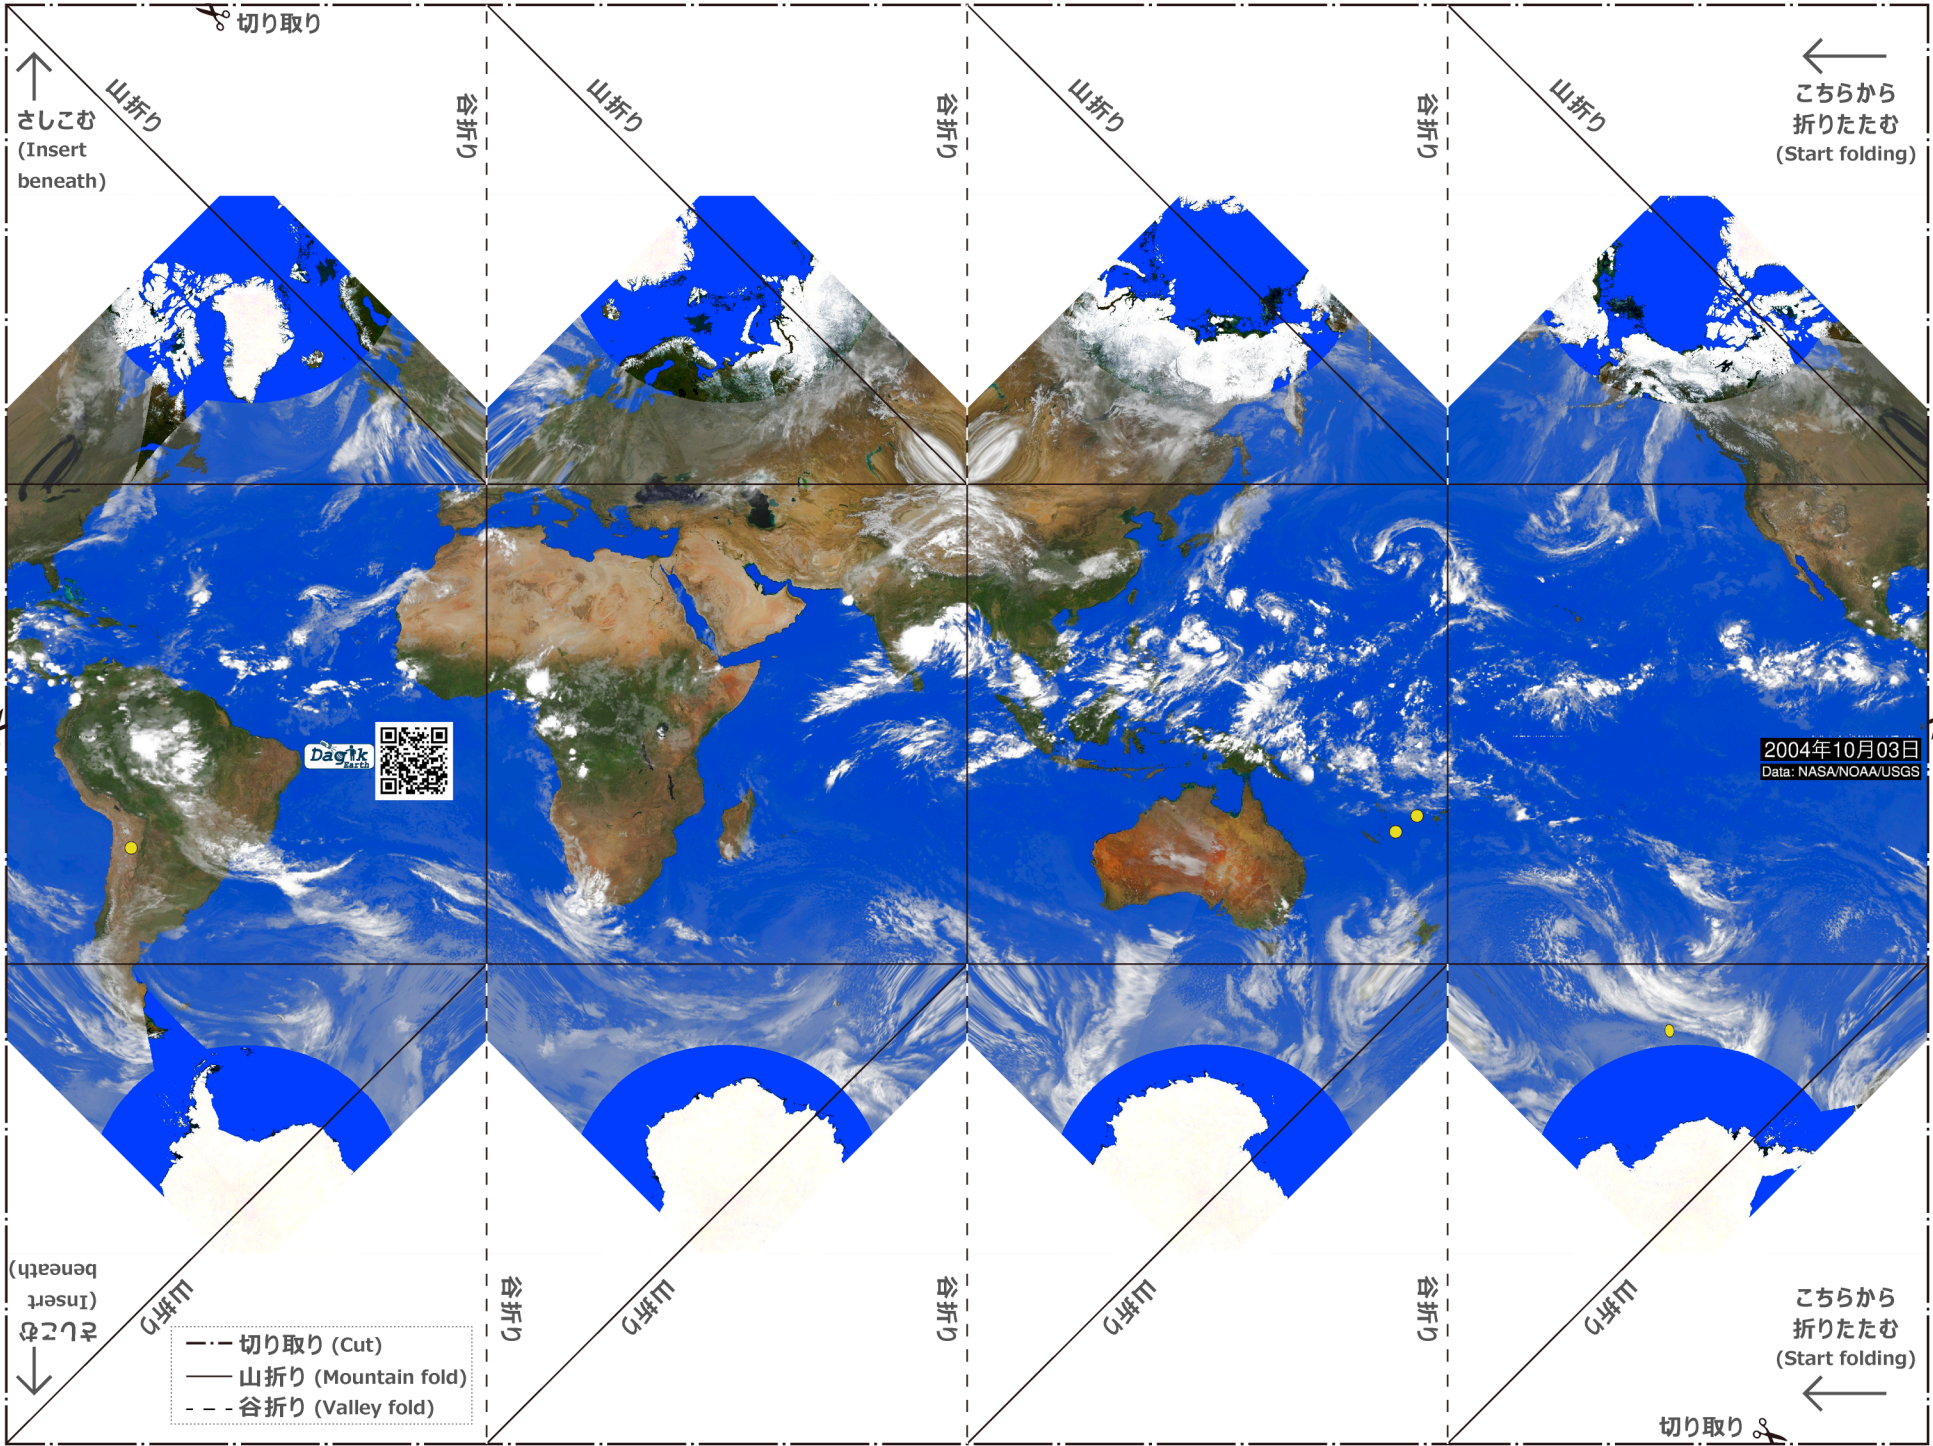 切り取り
山折り
谷折り
山折り
谷折り
山折り
谷折り
山折り
さしこむ
(Insert
beneath)
こちらから
折りたたむ
(Start folding)
Dagik
Earth
2004年10月03日
Data: NASA/NOAA/USGS
さしこむ
(Insert
beneath)
山折り
谷折り
山折り
谷折り
山折り
谷折り
山折り
こちらから
折りたたむ
(Start folding)
切り取り (Cut)
山折り (Mountain fold)
谷折り (Valley fold)
切り取り